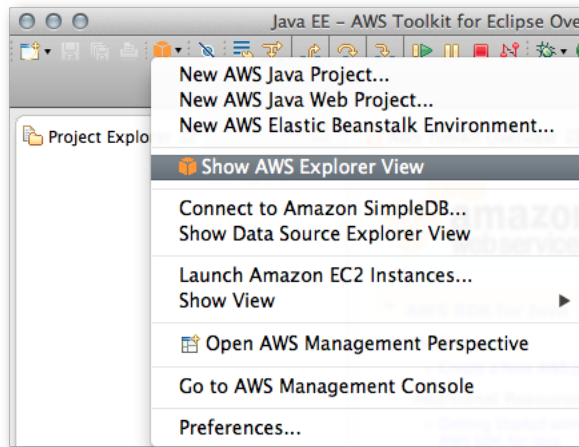 Java EE – AWS Toolkit for Eclipse Ove
Project Explo
New AWS Java Project...
New AWS Java Web Project...
New AWS Elastic Beanstalk Environment...
Show AWS Explorer View
Connect to Amazon SimpleDB...
Show Data Source Explorer View
Launch Amazon EC2 Instances...
Show View
Open AWS Management Perspective
Go to AWS Management Console
Preferences...
amazo
webservice